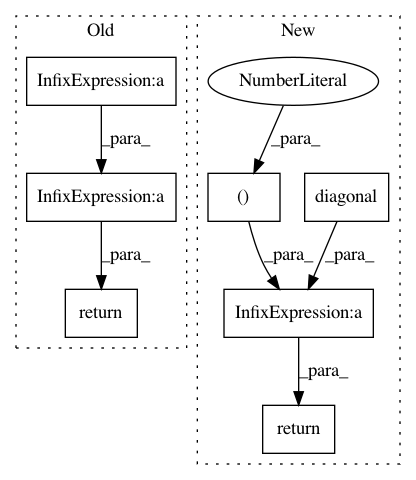 Old
New
InfixExpression:a
NumberLiteral
_para_
_para_
InfixExpression:a
()
diagonal
_para_
_para_
_para_
return
InfixExpression:a
_para_
return